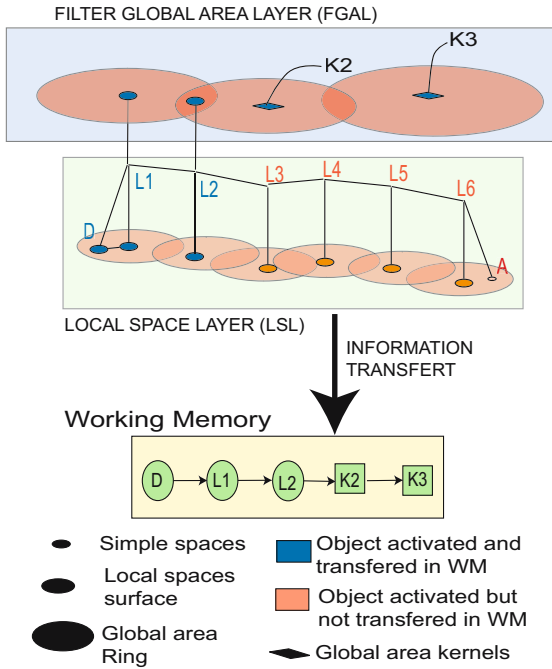 FILTER GLOBAL AREA LAYER (FGAL)
K2
K3
L1
L2
L3
L4
L5
L6
D
A
LOCAL SPACE LAYER (LSL)
INFORMATION
TRANSFERT
Working Memory
D
L1
L2
K2
K3
Simple spaces
Local spaces
surface
Global area
Ring
Object activated and
transfered in WM
Object activated but
not transfered in WM
Global area kernels